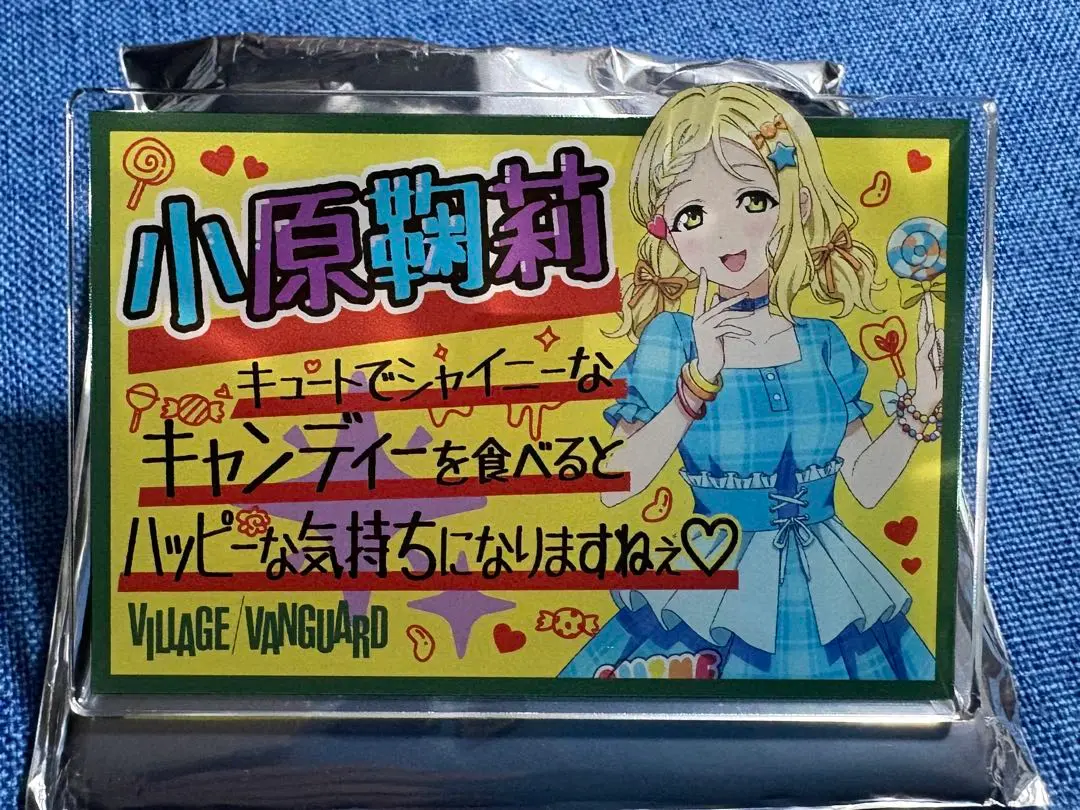 小原鞠莉
キュートでシャイニーな
キャンディーを食べると
ハッピーな気持ちになりますねぇ♡
VILLAGE/VANGUARD